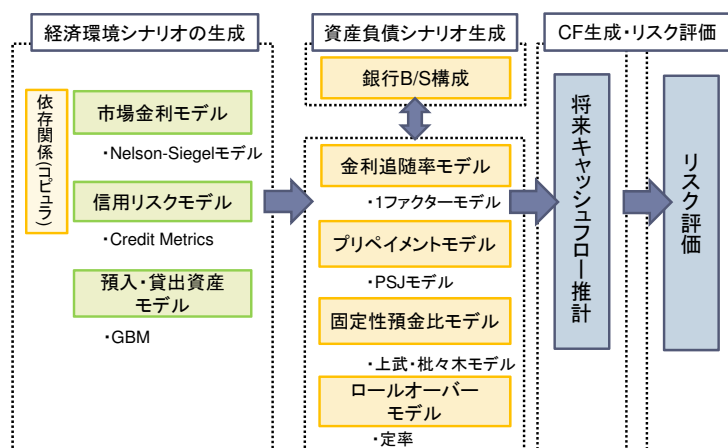 経済環境シナリオの生成
依存関係(コピュラ)
市場金利モデル
・Nelson-Siegelモデル
信用リスクモデル
・Credit Metrics
預入・貸出資産
モデル
・GBM
資産負債シナリオ生成
銀行B/S構成
金利追随率モデル
・1ファクターモデル
プリペイメントモデル
・PSJモデル
固定性預金比モデル
・上武・枇々木モデル
ロールオーバー
モデル
・定率
CF生成・リスク評価
将来キャッシュフロー推計
リスク評価